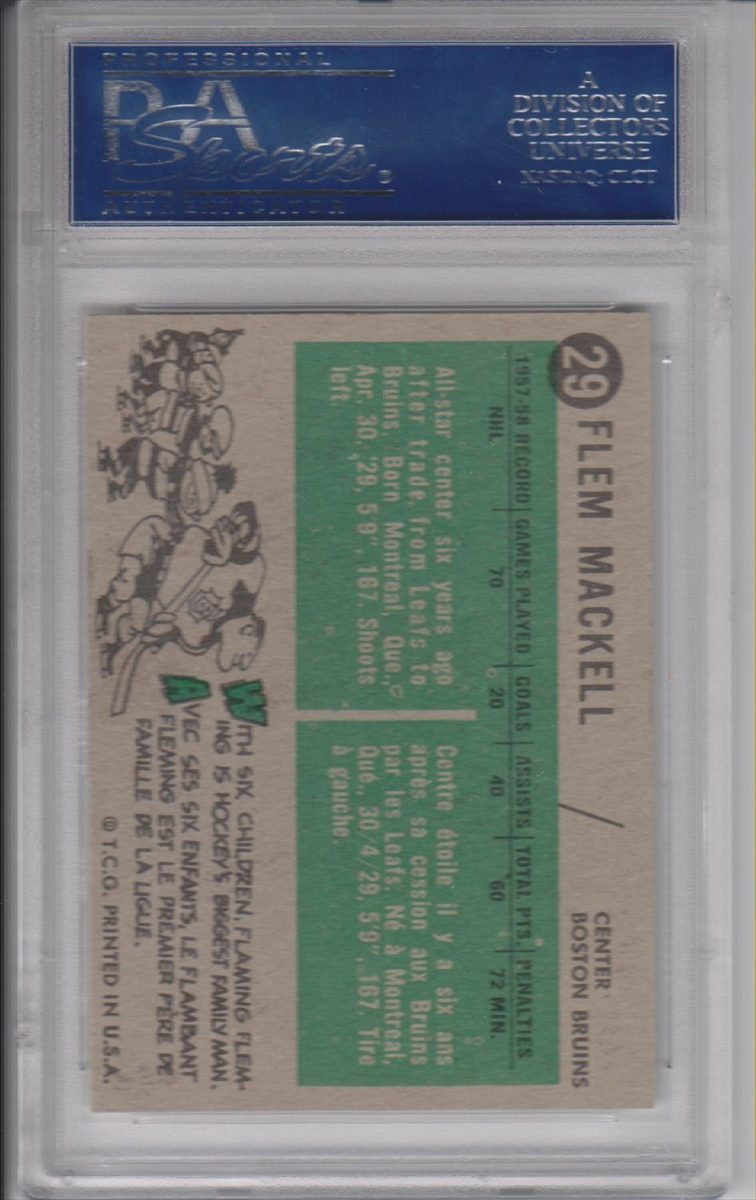 PROFESSIONAL
PSA
Sports
AUTHENTICATOR
A
DIVISION OF
COLLECTORS
UNIVERSE
NASDAQ: CLCT
29 FLEM MACKELL
CENTER
BOSTON BRUINS
1957-58 RECORD GAMES PLAYED GOALS ASSISTS TOTAL PTS. PENALTIES
NHL 70 20 40 60 72 MIN.
All-star center six years ago
after trade from Leafs to
Bruins. Born Montreal, Que.,
Apr. 30, 29, 5'9", 167. Shoots
left.
Centre étoile il y a six ans
après sa cession aux Bruins
par les Leafs. Né à Montreal,
Qué., 30/4/29, 5'9", 167. Tire
à gauche.
WITH SIX CHILDREN, FLAMING FLEM-
ING IS HOCKEY'S BIGGEST FAMILY MAN.
AVEC SES SIX ENFANTS, LE FLAMBANT
FLEMING EST LE PREMIER PÈRE DE
FAMILLE DE LA LIGUE.
© T.C.G. PRINTED IN U.S.A.